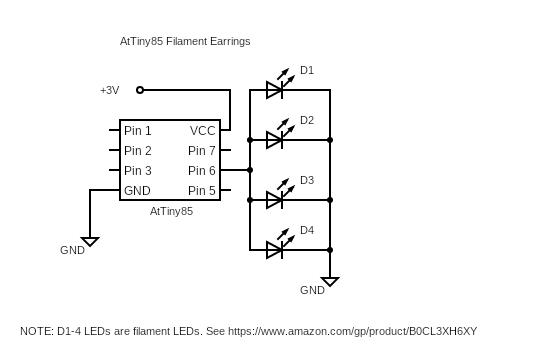 AtTiny85 Filament Earrings
D1
+3V
D2
Pin 1 VCC
Pin 2 Pin 7
Pin 3 Pin 6
D3
GND Pin 5
AtTiny85
D4
GND
GND
NOTE: D1-4 LEDs are filament LEDs. See https://www.amazon.com/gp/product/B0CL3XH6XY